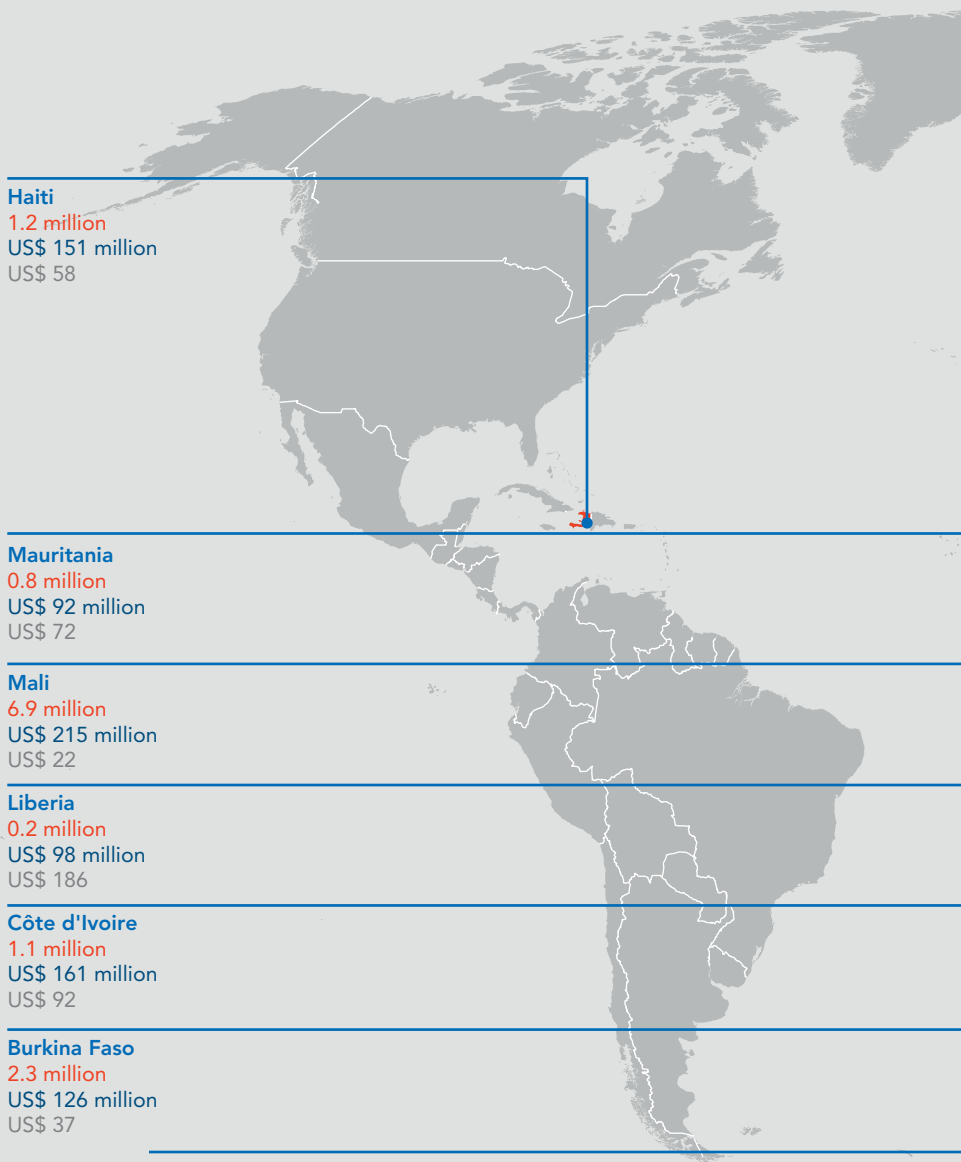 Haiti
1.2 million
US$ 151 million
US$ 58
Mauritania
0.8 million
US$ 92 million
US$ 72
Mali
6.9 million
US$ 215 million
US$ 22
Liberia
0.2 million
US$ 98 million
US$ 186
Côte d'Ivoire
1.1 million
US$ 161 million
US$ 92
Burkina Faso
2.3 million
US$ 126 million
US$ 37